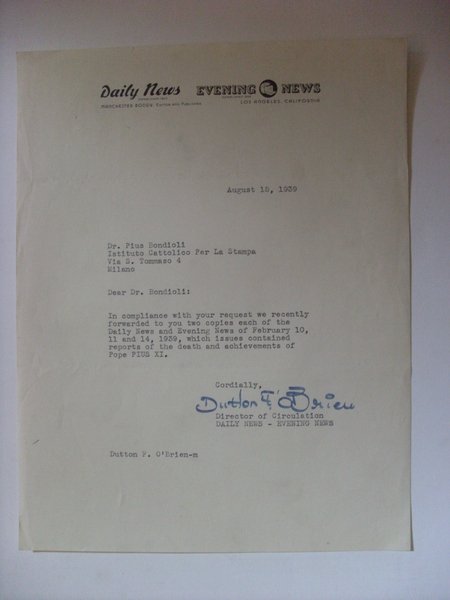 Daily News EVENING NEWS
MANCHESTER BODDY, Editor and Publisher LOS ANGELES, CALIFORNIA
August 18, 1939
Dr. Pius Bondioli
Istituto Cattolico Per La Stampa
Via S. Tommaso 4
Milano
Dear Dr. Bondioli:
In compliance with your request we recently
forwarded to you two copies each of the
Daily News and Evening News of February 10,
11 and 14, 1939, which issues contained
reports of the death and achievements of
Pope PIUS XI.
Cordially,
Dutton F. O'Brien
Director of Circulation
DAILY NEWS - EVENING NEWS
Dutton F. O'Brien-m